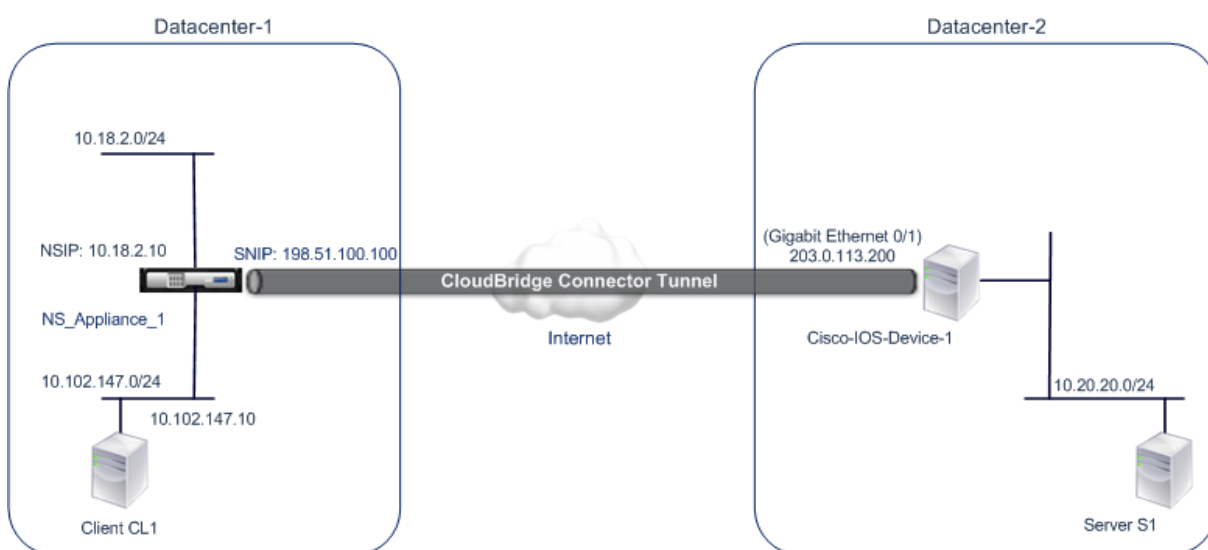 Datacenter-1
Datacenter-2
10.18.2.0/24
NSIP: 10.18.2.10
SNIP: 198.51.100.100
(Gigabit Ethernet 0/1)
203.0.113.200
CloudBridge Connector Tunnel
NS_Appliance_1
Internet
Cisco-IOS-Device-1
10.102.147.0/24
10.102.147.10
10.20.20.0/24
Client CL1
Server S1